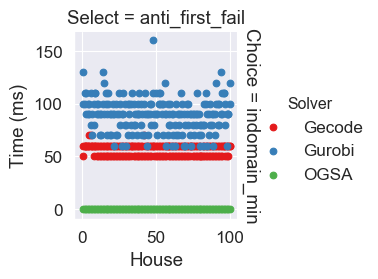 Select = anti_first_fail
Choice = indomain_min
Time (ms)
150
100
50
0
0
50
100
House
Solver
Gecode
Gurobi
OGSA